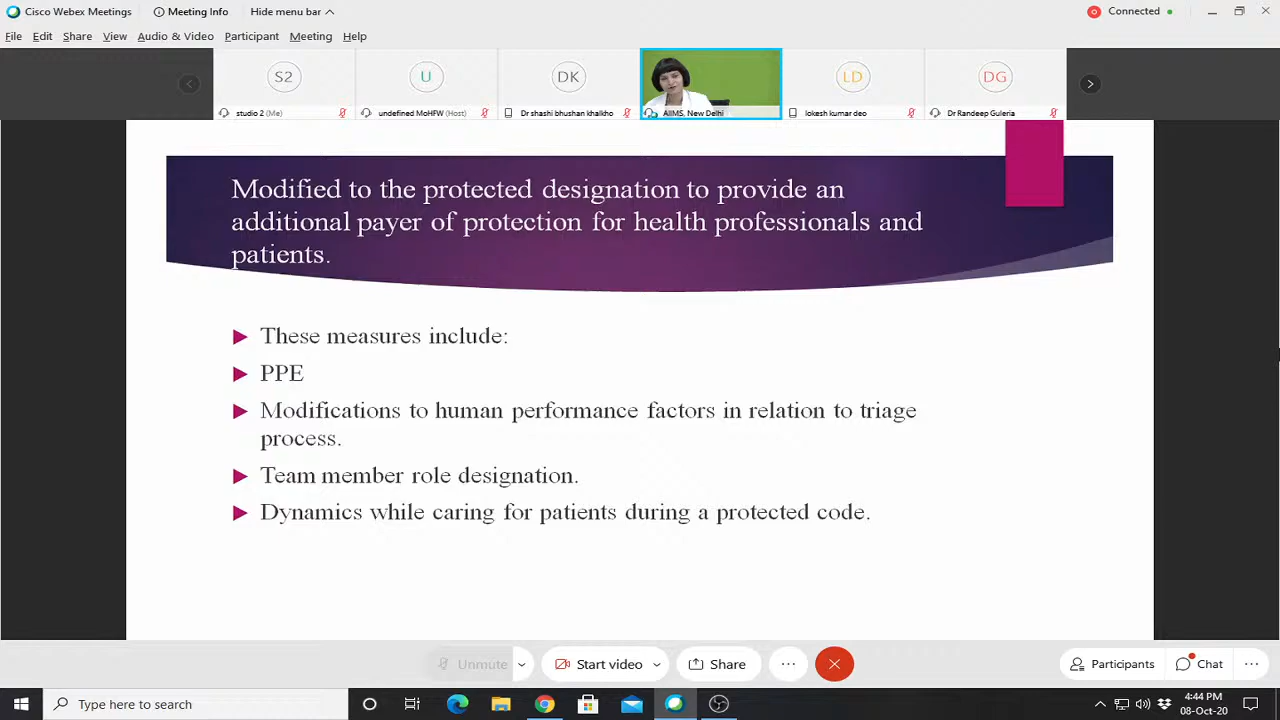 Cisco Webex Meetings Meeting Info Hide menu bar Connected
File Edit Share View Audio & Video Participant Meeting Help
S2 U DK LD DG
studio 2 (Me) undefined MoHFW (Host) Dr shashi bhushan khalkho AIIMS, New Delhi lokesh kumar deo Dr Randeep Guleria
Modified to the protected designation to provide an
additional payer of protection for health professionals and
patients.
These measures include:
PPE
Modifications to human performance factors in relation to triage
process.
Team member role designation.
Dynamics while caring for patients during a protected code.
Unmute Start video Share Participants Chat
Type here to search
4:44 PM
08-Oct-20